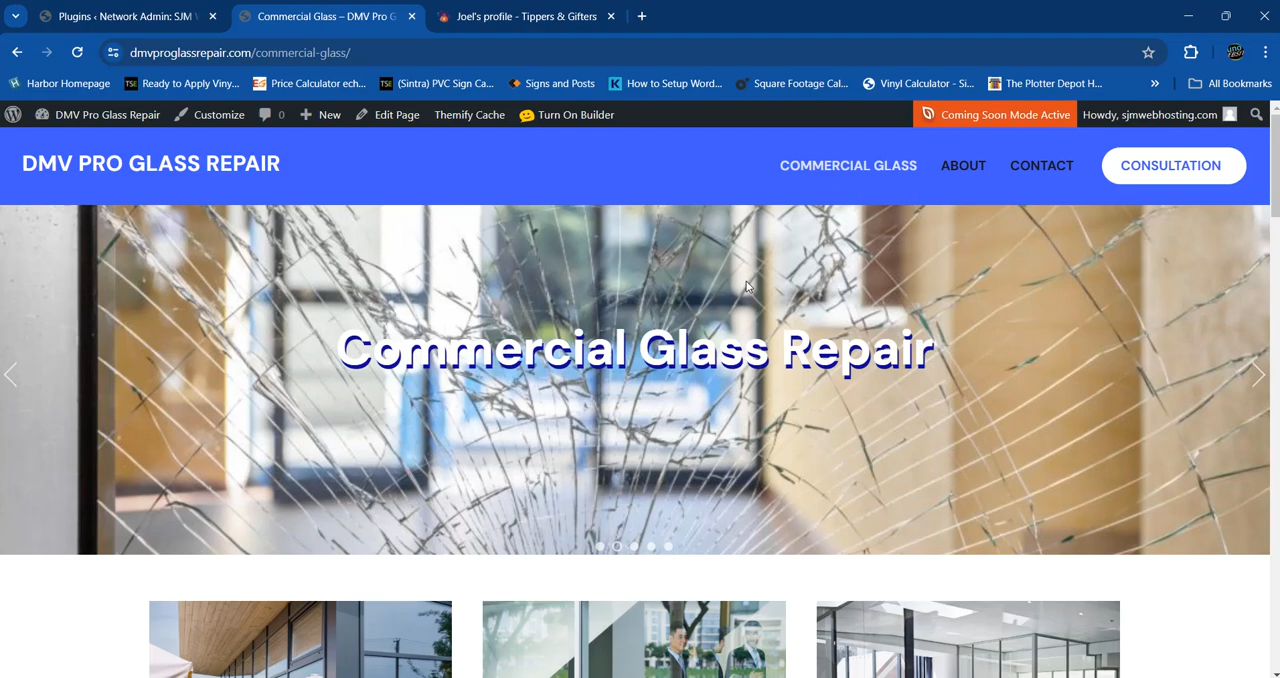 Plugins ‹ Network Admin: SJM
Commercial Glass – DMV Pro G
Joel's profile - Tippers & Gifters
dmvproglassrepair.com/commercial-glass/
Harbor Homepage
Ready to Apply Viny...
Price Calculator ech...
(Sintra) PVC Sign Ca...
Signs and Posts
How to Setup Word...
Square Footage Cal...
Vinyl Calculator - Si...
The Plotter Depot H...
All Bookmarks
DMV Pro Glass Repair
Customize
0
New
Edit Page
Themify Cache
Turn On Builder
Coming Soon Mode Active
Howdy, sjmwebhosting.com
DMV PRO GLASS REPAIR
COMMERCIAL GLASS
ABOUT
CONTACT
CONSULTATION
Commercial Glass Repair